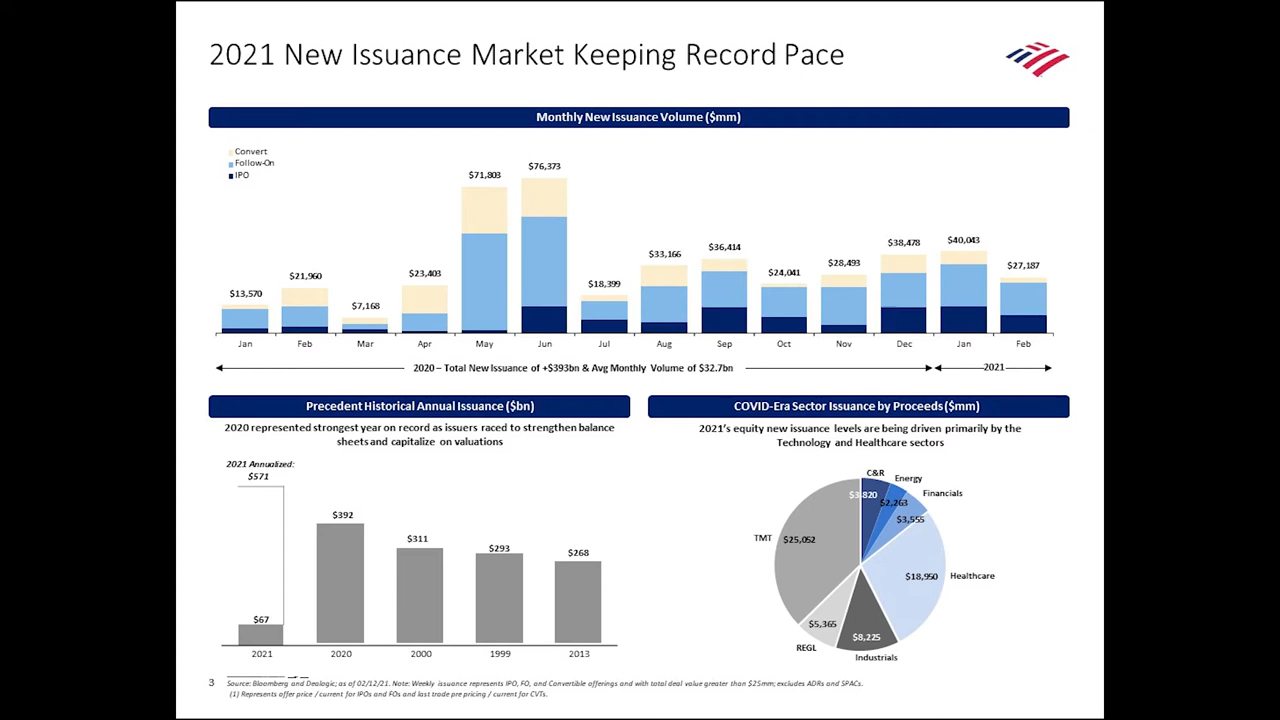 2021 New Issuance Market Keeping Record Pace
Monthly New Issuance Volume ($mm)
Convert
Follow-On
IPO
$13,570
$21,960
$7,168
$23,403
$71,803
$76,373
$18,399
$33,166
$36,414
$24,041
$28,493
$38,478
$40,043
$27,187
Jan Feb Mar Apr May Jun Jul Aug Sep Oct Nov Dec Jan Feb
2020 – Total New Issuance of +$393bn & Avg Monthly Volume of $32.7bn
2021
Precedent Historical Annual Issuance ($bn)
2020 represented strongest year on record as issuers raced to strengthen balance
sheets and capitalize on valuations
2021 Annualized:
$571
$67
$392
$311
$293
$268
2021 2020 2000 1999 2013
COVID-Era Sector Issuance by Proceeds ($mm)
2021's equity new issuance levels are being driven primarily by the
Technology and Healthcare sectors
C&R
$3,820
Energy
$2,263
Financials
$3,555
Healthcare
$18,950
Industrials
$8,225
REGL
$5,365
TMT
$25,052
3
Source: Bloomberg and Dealogic; as of 02/12/21. Note: Weekly issuance represents IPO, FO, and Convertible offerings and with total deal value greater than $25mm; excludes ADRs and SPACs.
(1) Represents offer price / current for IPOs and FOs and last trade pre pricing / current for CVTs.